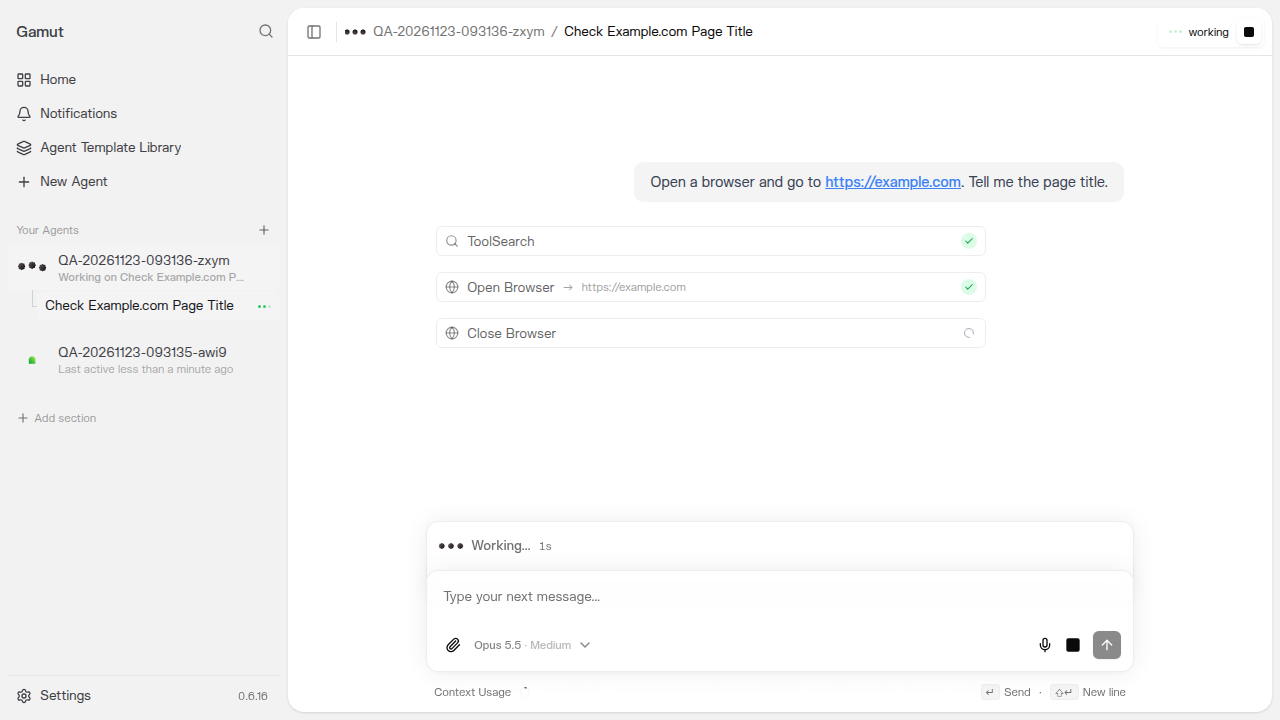 Gamut
Home
Notifications
Agent Template Library
New Agent
Your Agents
QA-20261123-093136-zxym
Working on Check Example.com P...
Check Example.com Page Title
QA-20261123-093135-awi9
Last active less than a minute ago
Add section
Settings
0.6.16
QA-20261123-093136-zxym / Check Example.com Page Title
working
Open a browser and go to https://example.com. Tell me the page title.
ToolSearch
Open Browser → https://example.com
Close Browser
Working... 1s
Type your next message...
Opus 5.5 · Medium
Context Usage
↵ Send · ⇧↵ New line